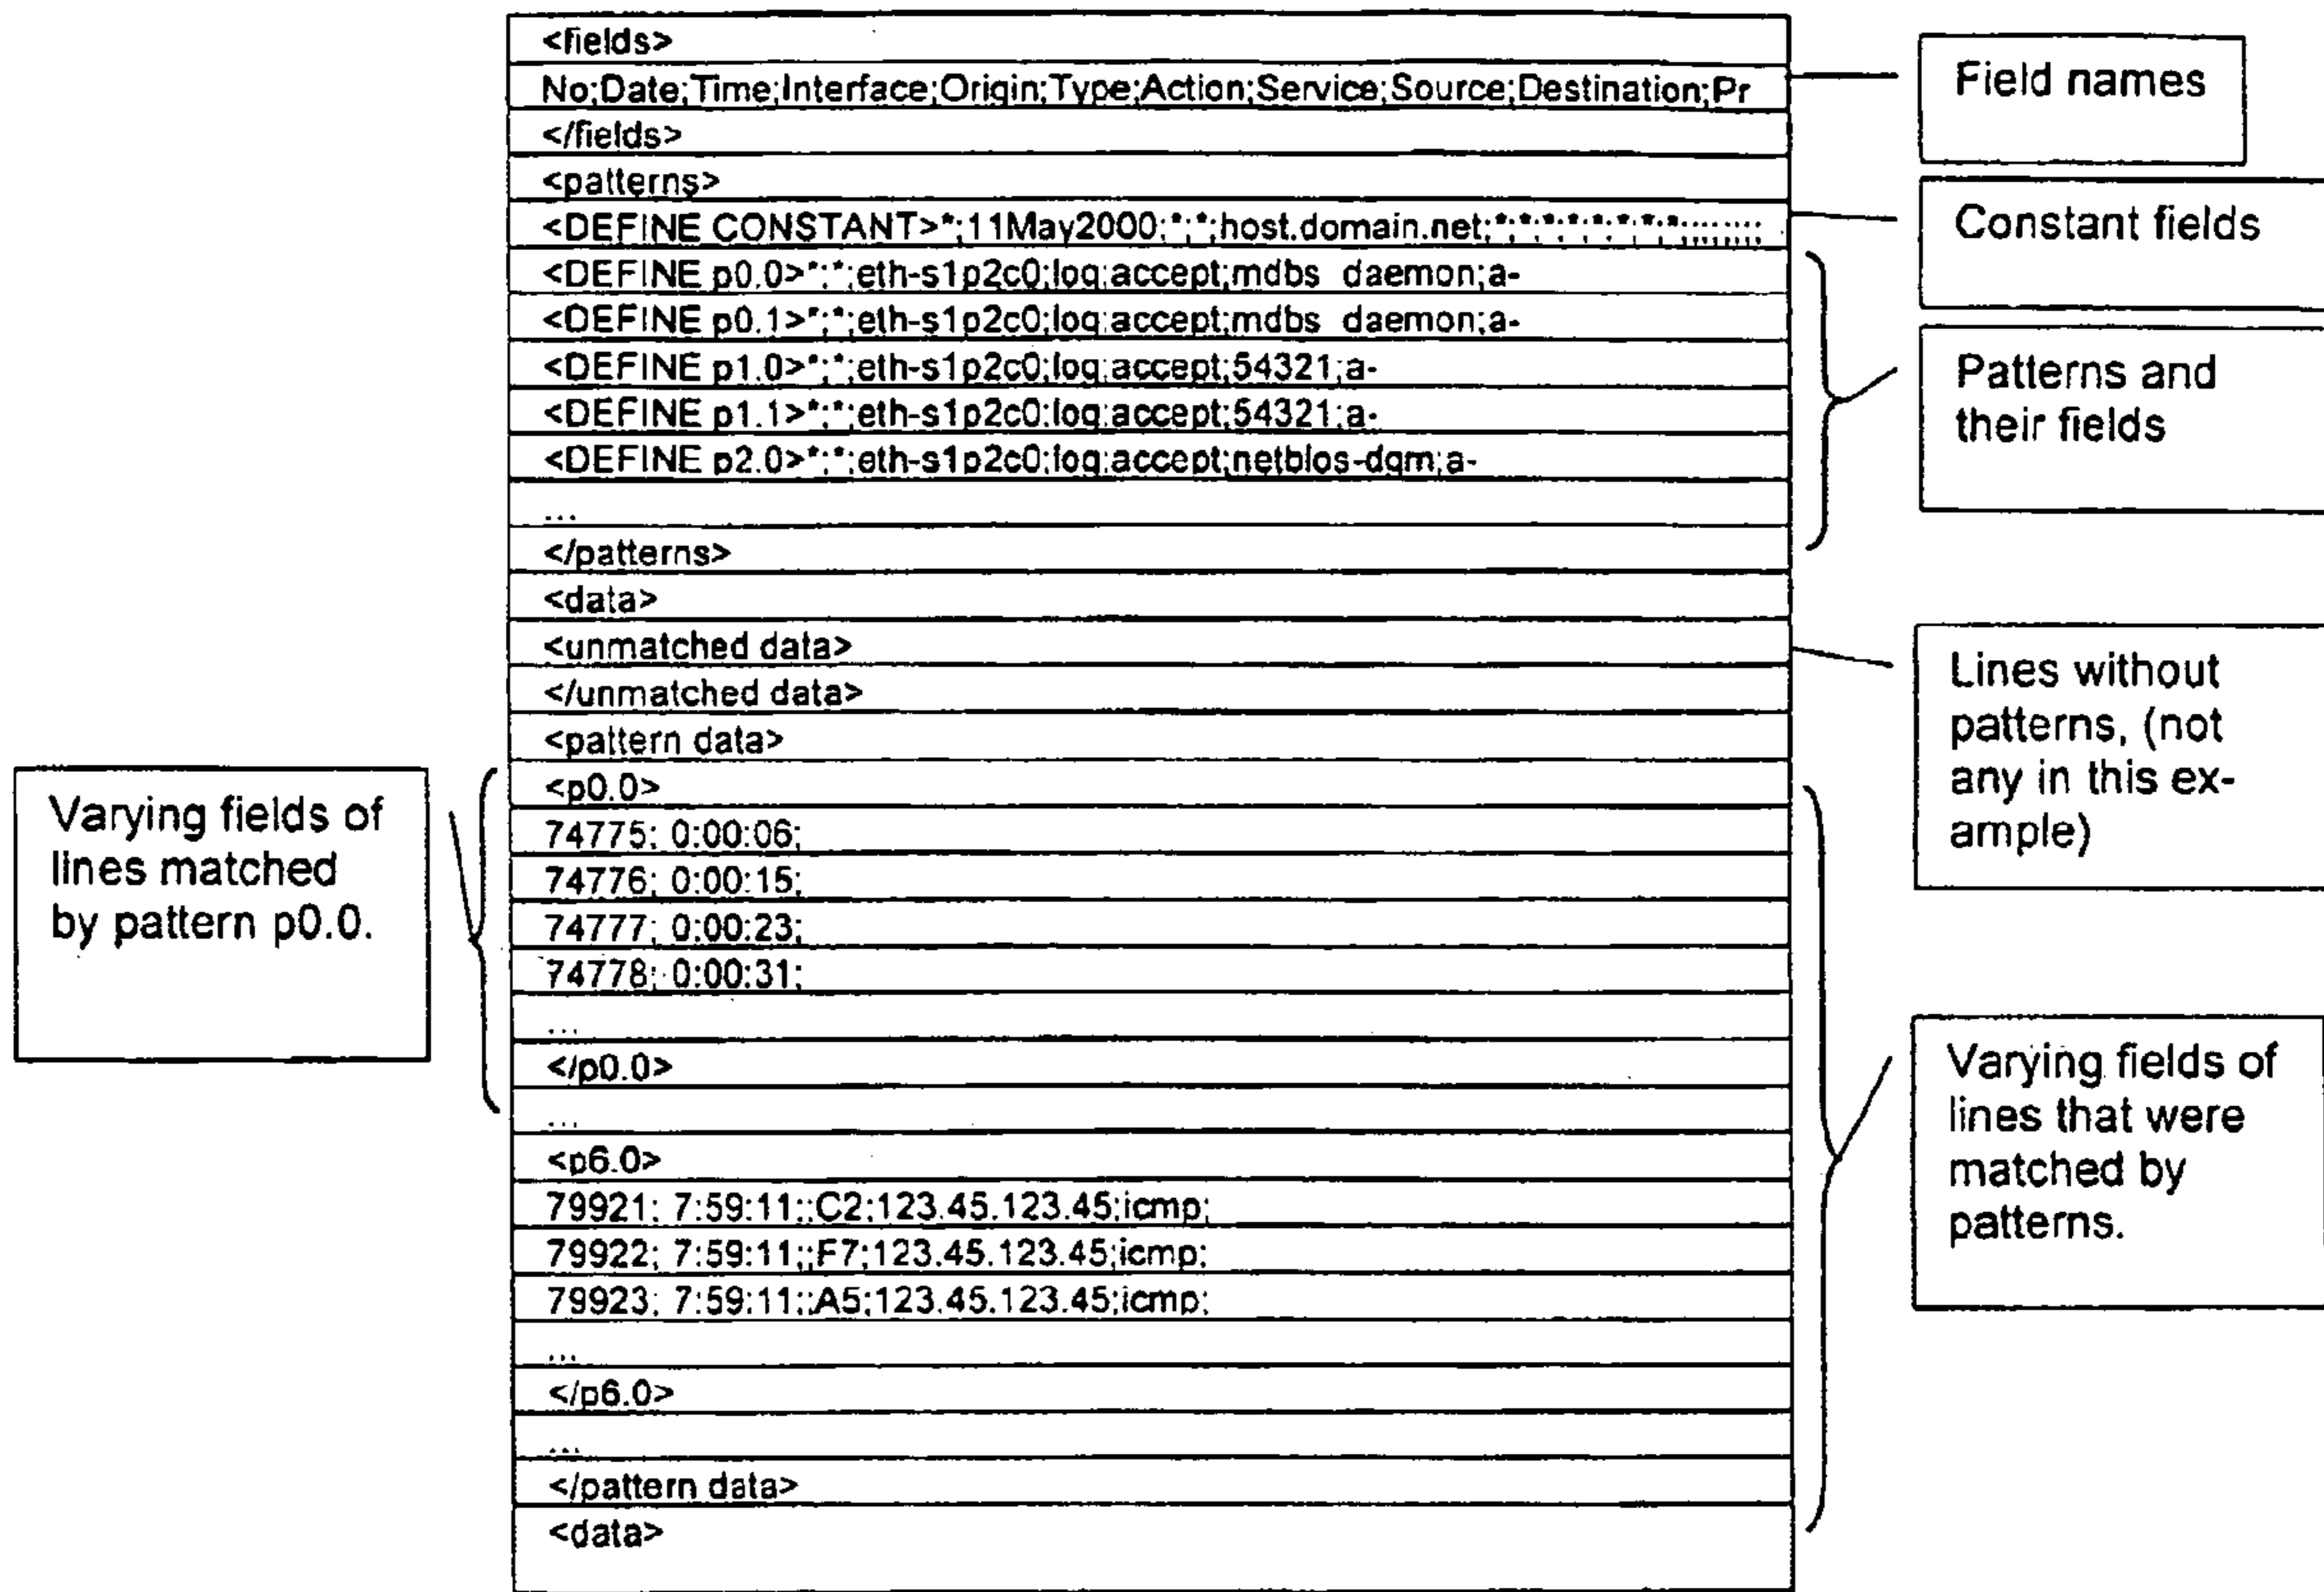 <fields>
No;Date;Time;Interface;Origin;Type;Action;Service;Source;Destination;Pr
</fields>
<patterns>
<DEFINE CONSTANT>*;11May2000;*;*;host.domain.net;*;*;*;*;*;*;*;*;;;;;;;
<DEFINE p0.0>*;*;eth-s1p2c0;log;accept;mdbs_daemon;a-
<DEFINE p0.1>*;*;eth-s1p2c0;log;accept;mdbs_daemon;a-
<DEFINE p1.0>*;*;eth-s1p2c0;log;accept;54321;a-
<DEFINE p1.1>*;*;eth-s1p2c0;log;accept;54321;a-
<DEFINE p2.0>*;*;eth-s1p2c0;log;accept;netblos-dgm;a-
...
</patterns>
<data>
<unmatched data>
</unmatched data>
<pattern data>
<p0.0>
74775; 0:00:06;
74776; 0:00:15;
74777; 0:00:23;
74778; 0:00:31;
...
</p0.0>
...
<p6.0>
79921; 7:59:11;;C2;123.45.123.45;icmp;
79922; 7:59:11;;F7;123.45.123.45;icmp;
79923; 7:59:11;;A5;123.45.123.45;icmp;
...
</p6.0>
...
</pattern data>
<data>
Field names
Constant fields
Patterns and
their fields
Lines without
patterns, (not
any in this ex-
ample)
Varying fields of
lines matched
by pattern p0.0.
Varying fields of
lines that were
matched by
patterns.